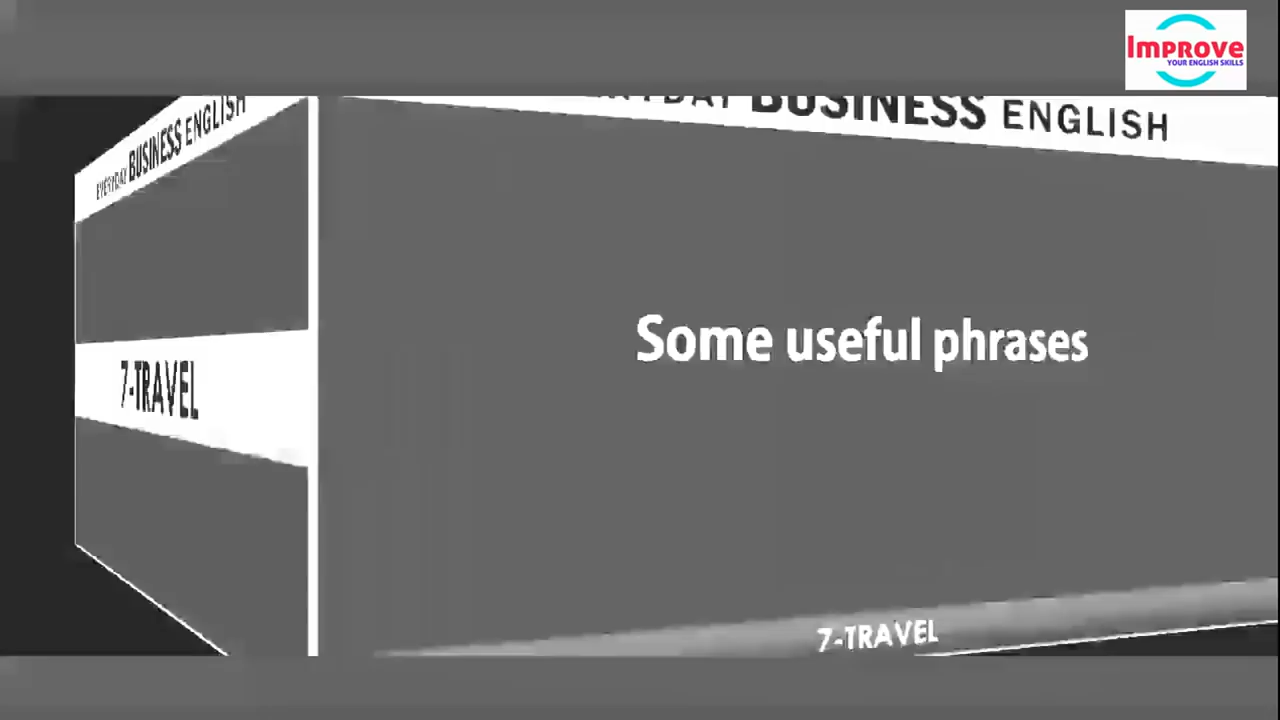 Improve
YOUR ENGLISH SKILLS
EVERYDAY BUSINESS ENGLISH
BUSINESS ENGLISH
Some useful phrases
7-TRAVEL
7-TRAVEL